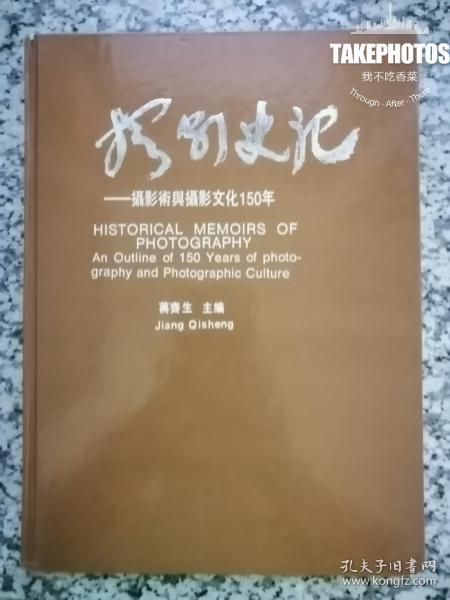 TAKEPHOTOS
我不吃香菜
Through · After · Thure
摄影史记
——攝影術與攝影文化150年
HISTORICAL MEMOIRS OF
PHOTOGRAPHY
An Outline of 150 Years of photo-
graphy and Photographic Culture
蔣齊生 主編
Jiang Qisheng
孔夫子旧書网
www.kongfz.com